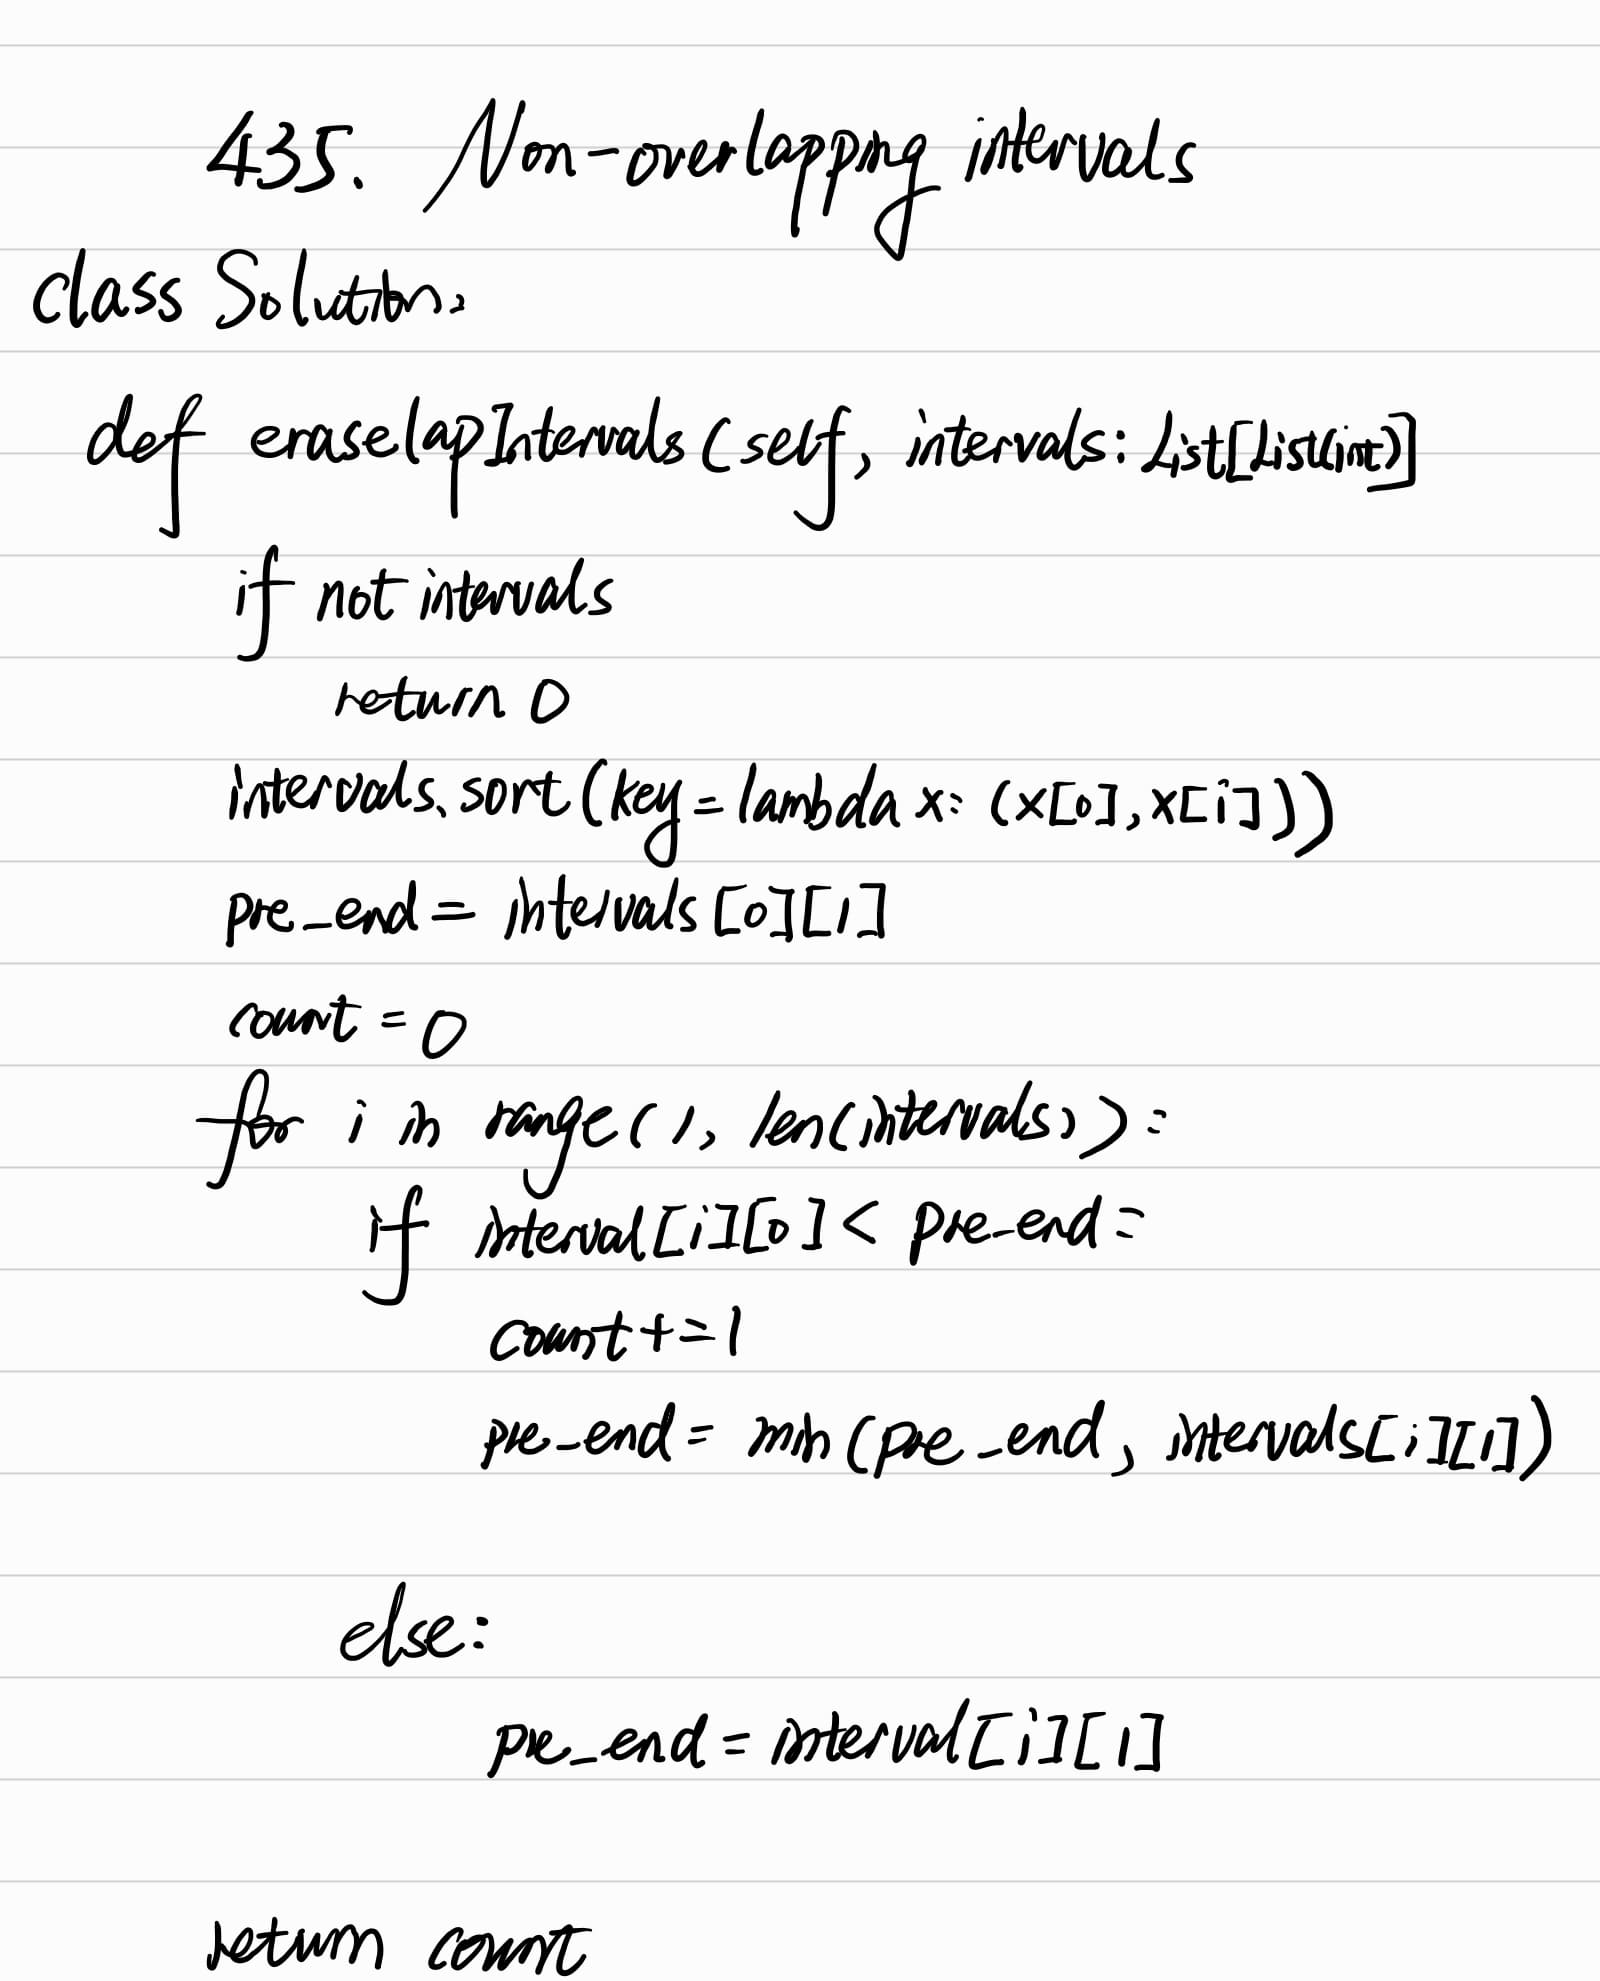 435. Non-overlapping intervals
class Solution:
def eraselapIntervals(self, intervals: List[List(int)]
if not intervals
return 0
intervals.sort(key=lambda x: (x[0],x[i]))
pre_end = intervals[0][1]
count = 0
for i in range(1, len(intervals)):
if interval[i][0] < pre_end:
count+=1
pre_end = min(pre_end, intervals[i][1])
else:
pre_end = interval[i][1]
return count